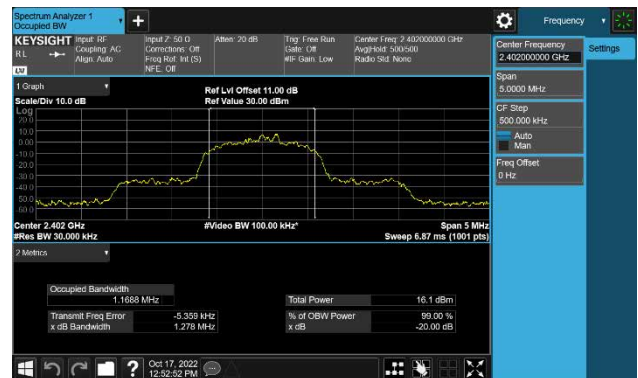 Spectrum Analyzer 1
Occupied BW
+
Frequency
KEYSIGHT
RL
Input: RF
Coupling: AC
Align: Auto
Input Z: 50 Ω
Corrections: Off
Freq Ref: Int (S)
NFE: Off
Atten: 20 dB
Trig: Free Run
Gate: Off
#IF Gain: Low
Center Freq: 2.402000000 GHz
Avg|Hold: 500/500
Radio Std: None
Center Frequency
2.402000000 GHz
Settings
Span
5.0000 MHz
CF Step
500.000 kHz
Auto
Man
Freq Offset
0 Hz
1 Graph
Scale/Div 10.0 dB
Ref Lvl Offset 11.00 dB
Ref Value 30.00 dBm
Log
20.0
10.0
0.00
-10.0
-20.0
-30.0
-40.0
-50.0
-60.0
Center 2.402 GHz
#Res BW 30.000 kHz
#Video BW 100.00 kHz*
Span 5 MHz
Sweep 6.87 ms (1001 pts)
2 Metrics
Occupied Bandwidth
1.1688 MHz
Total Power 16.1 dBm
Transmit Freq Error -5.359 kHz
% of OBW Power 99.00 %
x dB Bandwidth 1.278 MHz
x dB -20.00 dB
?
Oct 17, 2022
12:52:52 PM